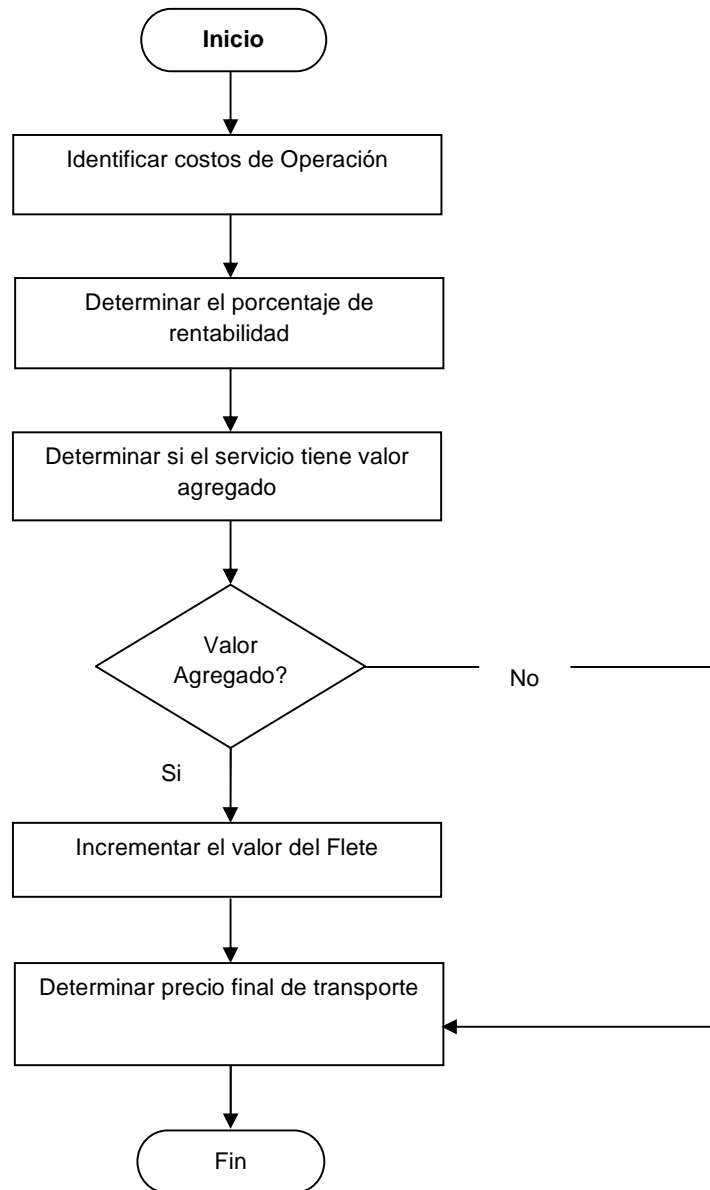 Inicio
Identificar costos de Operación
Determinar el porcentaje de
rentabilidad
Determinar si el servicio tiene valor
agregado
Valor
Agregado?
No
Si
Incrementar el valor del Flete
Determinar precio final de transporte
Fin